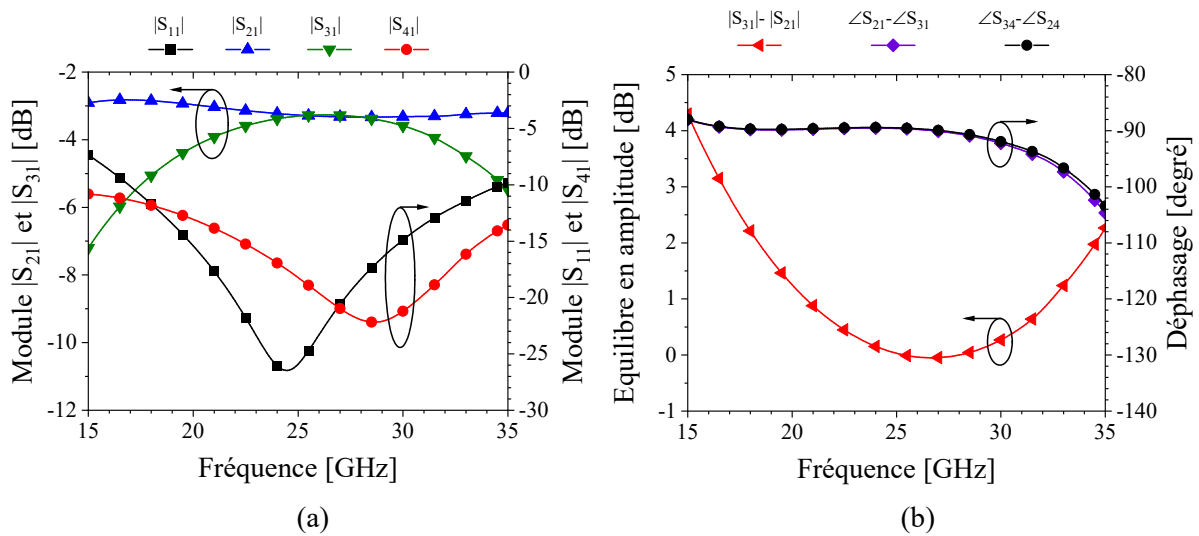 |S11| |S21| |S31| |S41|
-2
-4
-6
-8
-10
-12
Module |S21| et |S31| [dB]
0
-5
-10
-15
-20
-25
-30
Module |S11| et |S41| [dB]
15 20 25 30 35
Fréquence [GHz]
(a)
|S31|- |S21| ∠S21-∠S31 ∠S34-∠S24
5
4
3
2
1
0
-1
Equilibre en amplitude [dB]
-80
-90
-100
-110
-120
-130
-140
Déphasage [degré]
15 20 25 30 35
Fréquence [GHz]
(b)